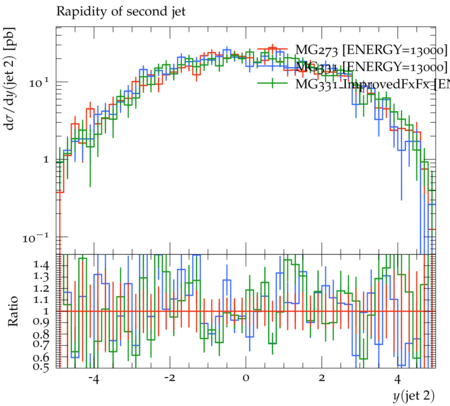 Rapidity of second jet
dσ/dy(jet 2) [pb]
MG273 [ENERGY=13000]
MG331 [ENERGY=13000]
MG331_ImprovedFxFx [EN
10¹
1
10⁻¹
Ratio
1.4
1.3
1.2
1.1
1
0.9
0.8
0.7
0.6
0.5
-4 -2 0 2 4
y(jet 2)